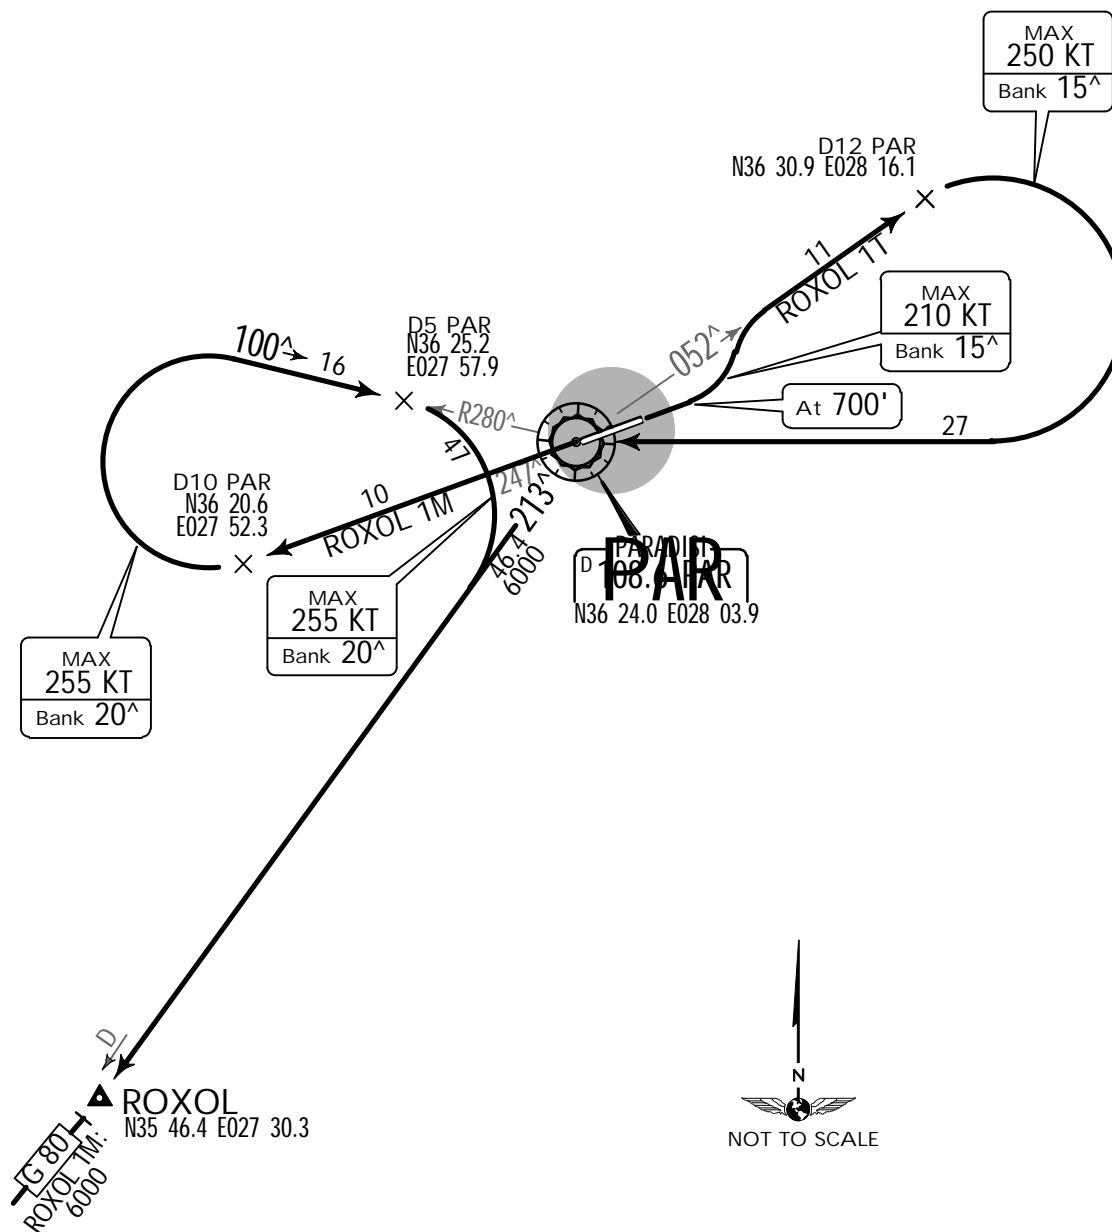 MAX
250 KT
Bank 15^
D12 PAR
N36 30.9 E028 16.1
11
ROXOL 1T
MAX
210 KT
Bank 15^
052^
At 700'
27
D5 PAR
N36 25.2
E027 57.9
100^
16
R280^
47
D10 PAR
N36 20.6
E027 52.3
10
ROXOL 1M
247^
213^
46.4
6000
PARADISI
D 108.6 PAR
PAR
N36 24.0 E028 03.9
MAX
255 KT
Bank 20^
MAX
255 KT
Bank 20^
D
ROXOL
N35 46.4 E027 30.3
G 80
ROXOL 1M:
6000
N
NOT TO SCALE